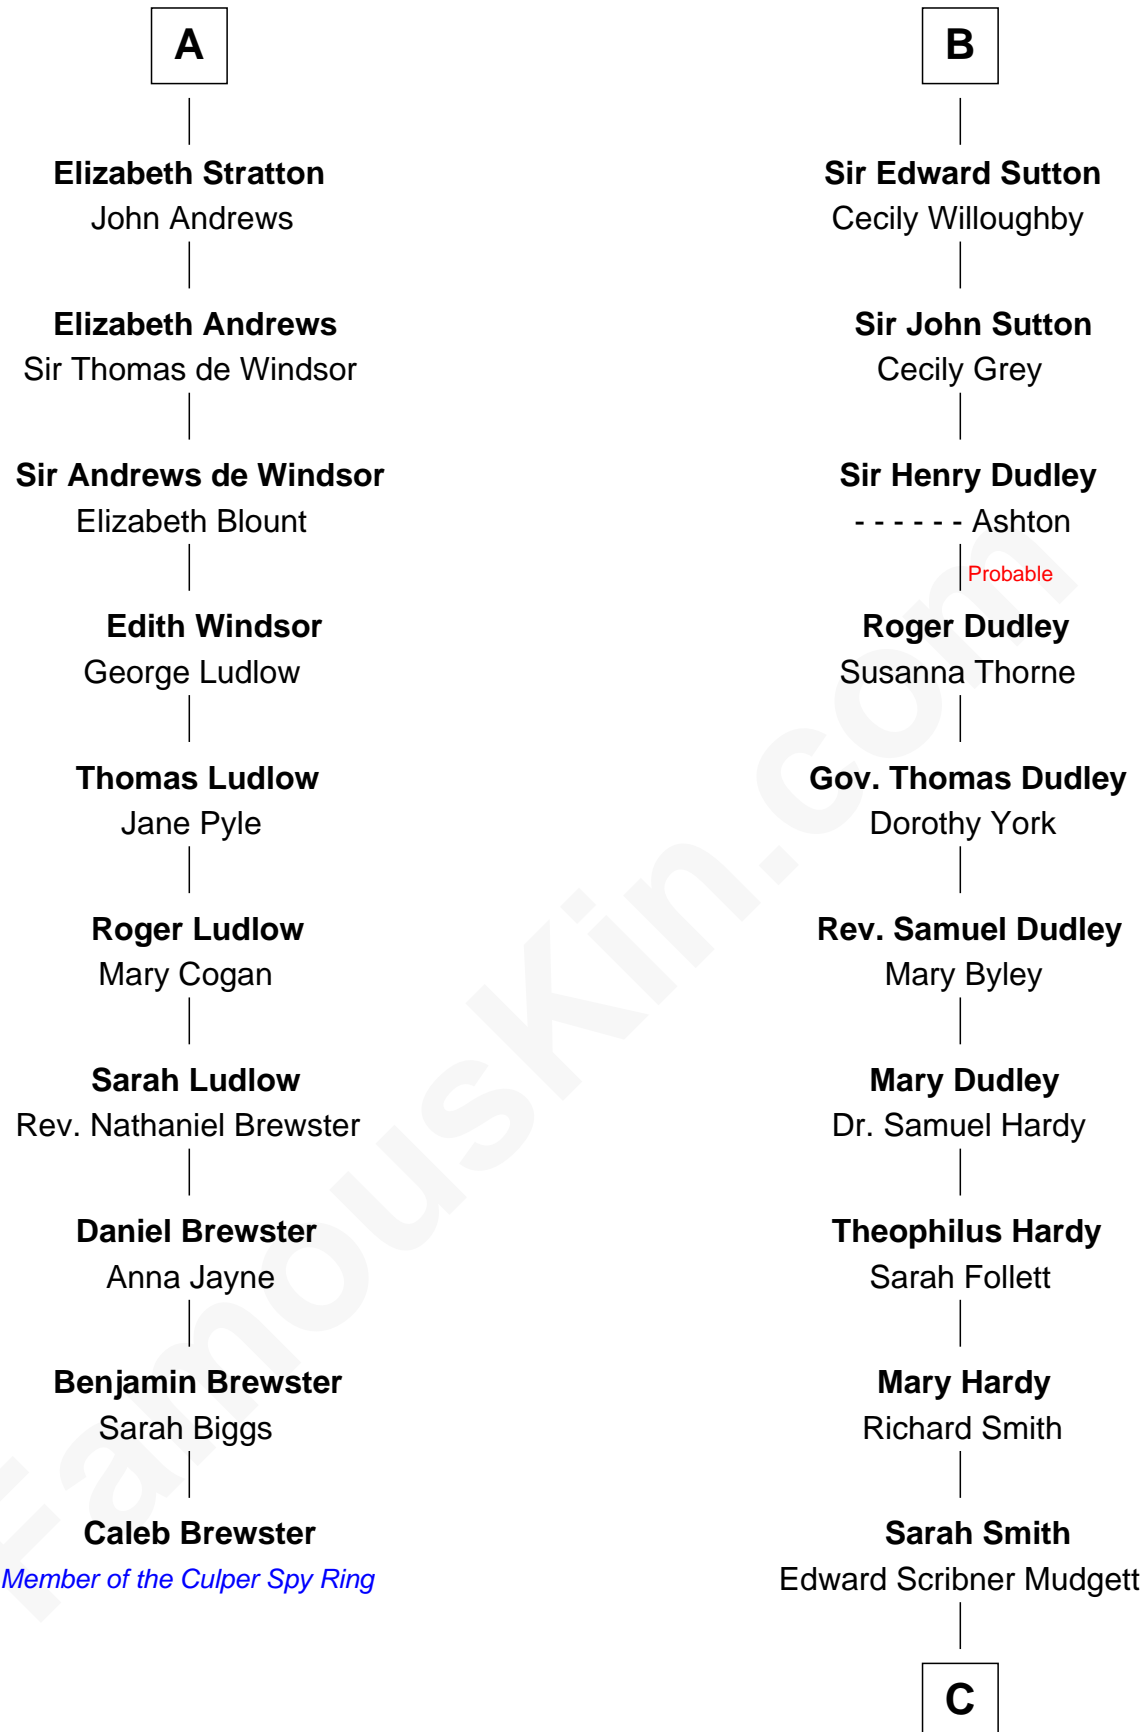 A
Elizabeth Stratton
John Andrews
Elizabeth Andrews
Sir Thomas de Windsor
Sir Andrews de Windsor
Elizabeth Blount
Edith Windsor
George Ludlow
Thomas Ludlow
Jane Pyle
Roger Ludlow
Mary Cogan
Sarah Ludlow
Rev. Nathaniel Brewster
Daniel Brewster
Anna Jayne
Benjamin Brewster
Sarah Biggs
Caleb Brewster
Member of the Culper Spy Ring
B
Sir Edward Sutton
Cecily Willoughby
Sir John Sutton
Cecily Grey
Sir Henry Dudley
- - - - - - Ashton
Probable
Roger Dudley
Susanna Thorne
Gov. Thomas Dudley
Dorothy York
Rev. Samuel Dudley
Mary Byley
Mary Dudley
Dr. Samuel Hardy
Theophilus Hardy
Sarah Follett
Mary Hardy
Richard Smith
Sarah Smith
Edward Scribner Mudgett
C
FamousKin.com